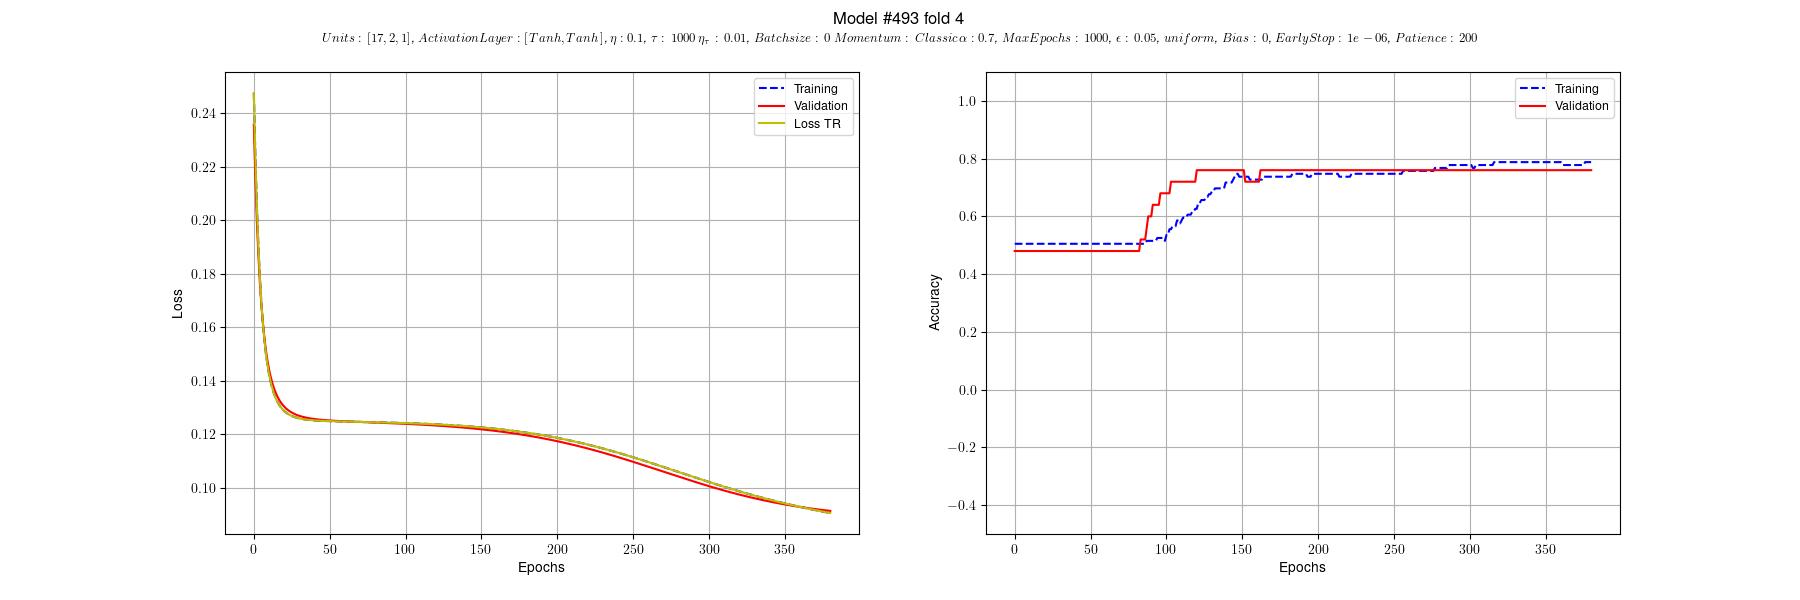 Model #493 fold 4
Units : [17, 2, 1], ActivationLayer : [Tanh, Tanh], η : 0.1, τ : 1000 η_τ : 0.01, Batchsize : 0 Momentum : Classic α : 0.7, MaxEpochs : 1000, ϵ : 0.05, uniform, Bias : 0, EarlyStop : 1e − 06, Patience : 200
Training
Validation
Loss TR
0.24
0.22
0.20
0.18
0.16
0.14
0.12
0.10
Loss
0 50 100 150 200 250 300 350
Epochs
Training
Validation
1.0
0.8
0.6
0.4
0.2
0.0
−0.2
−0.4
Accuracy
0 50 100 150 200 250 300 350
Epochs